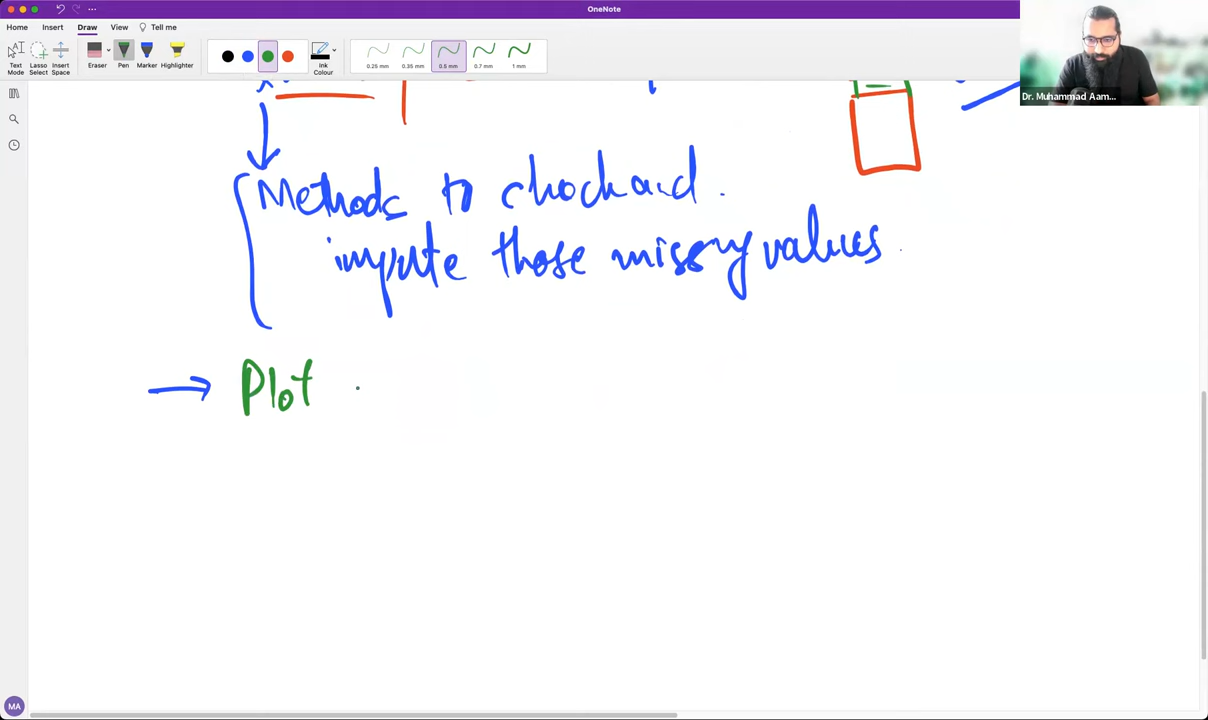 OneNote
Home Insert Draw View Tell me
Text Mode
Lasso Select
Insert Space
Eraser
Pen
Marker
Highlighter
Ink Colour
0.25 mm
0.35 mm
0.5 mm
0.7 mm
1 mm
Dr. Muhammad Aam...
Methods to chock and
impute those missing values
Plot
MA